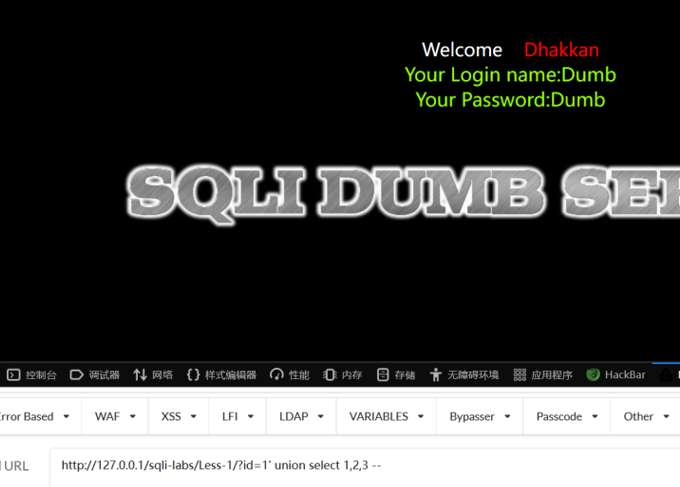 Welcome Dhakkan
Your Login name:Dumb
Your Password:Dumb
SQLI DUMB SE
控制台 调试器 网络 {} 样式编辑器 性能 内存 存储 无障碍环境 应用程序 HackBar
Error Based WAF XSS LFI LDAP VARIABLES Bypasser Passcode Other
URL http://127.0.0.1/sqli-labs/Less-1/?id=1' union select 1,2,3 --